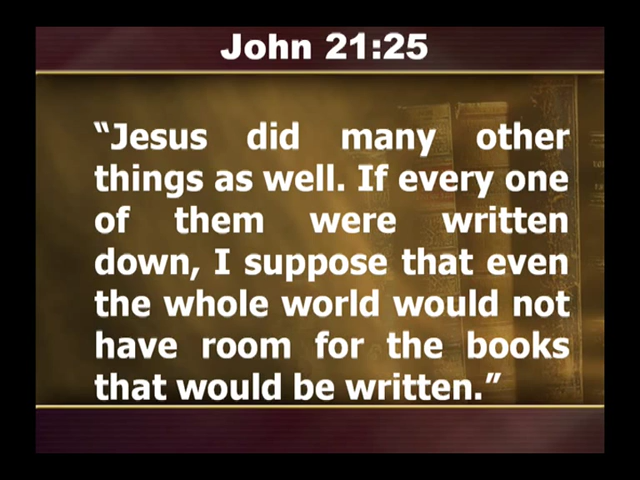 John 21:25
“Jesus did many other
things as well. If every one
of them were written
down, I suppose that even
the whole world would not
have room for the books
that would be written.”